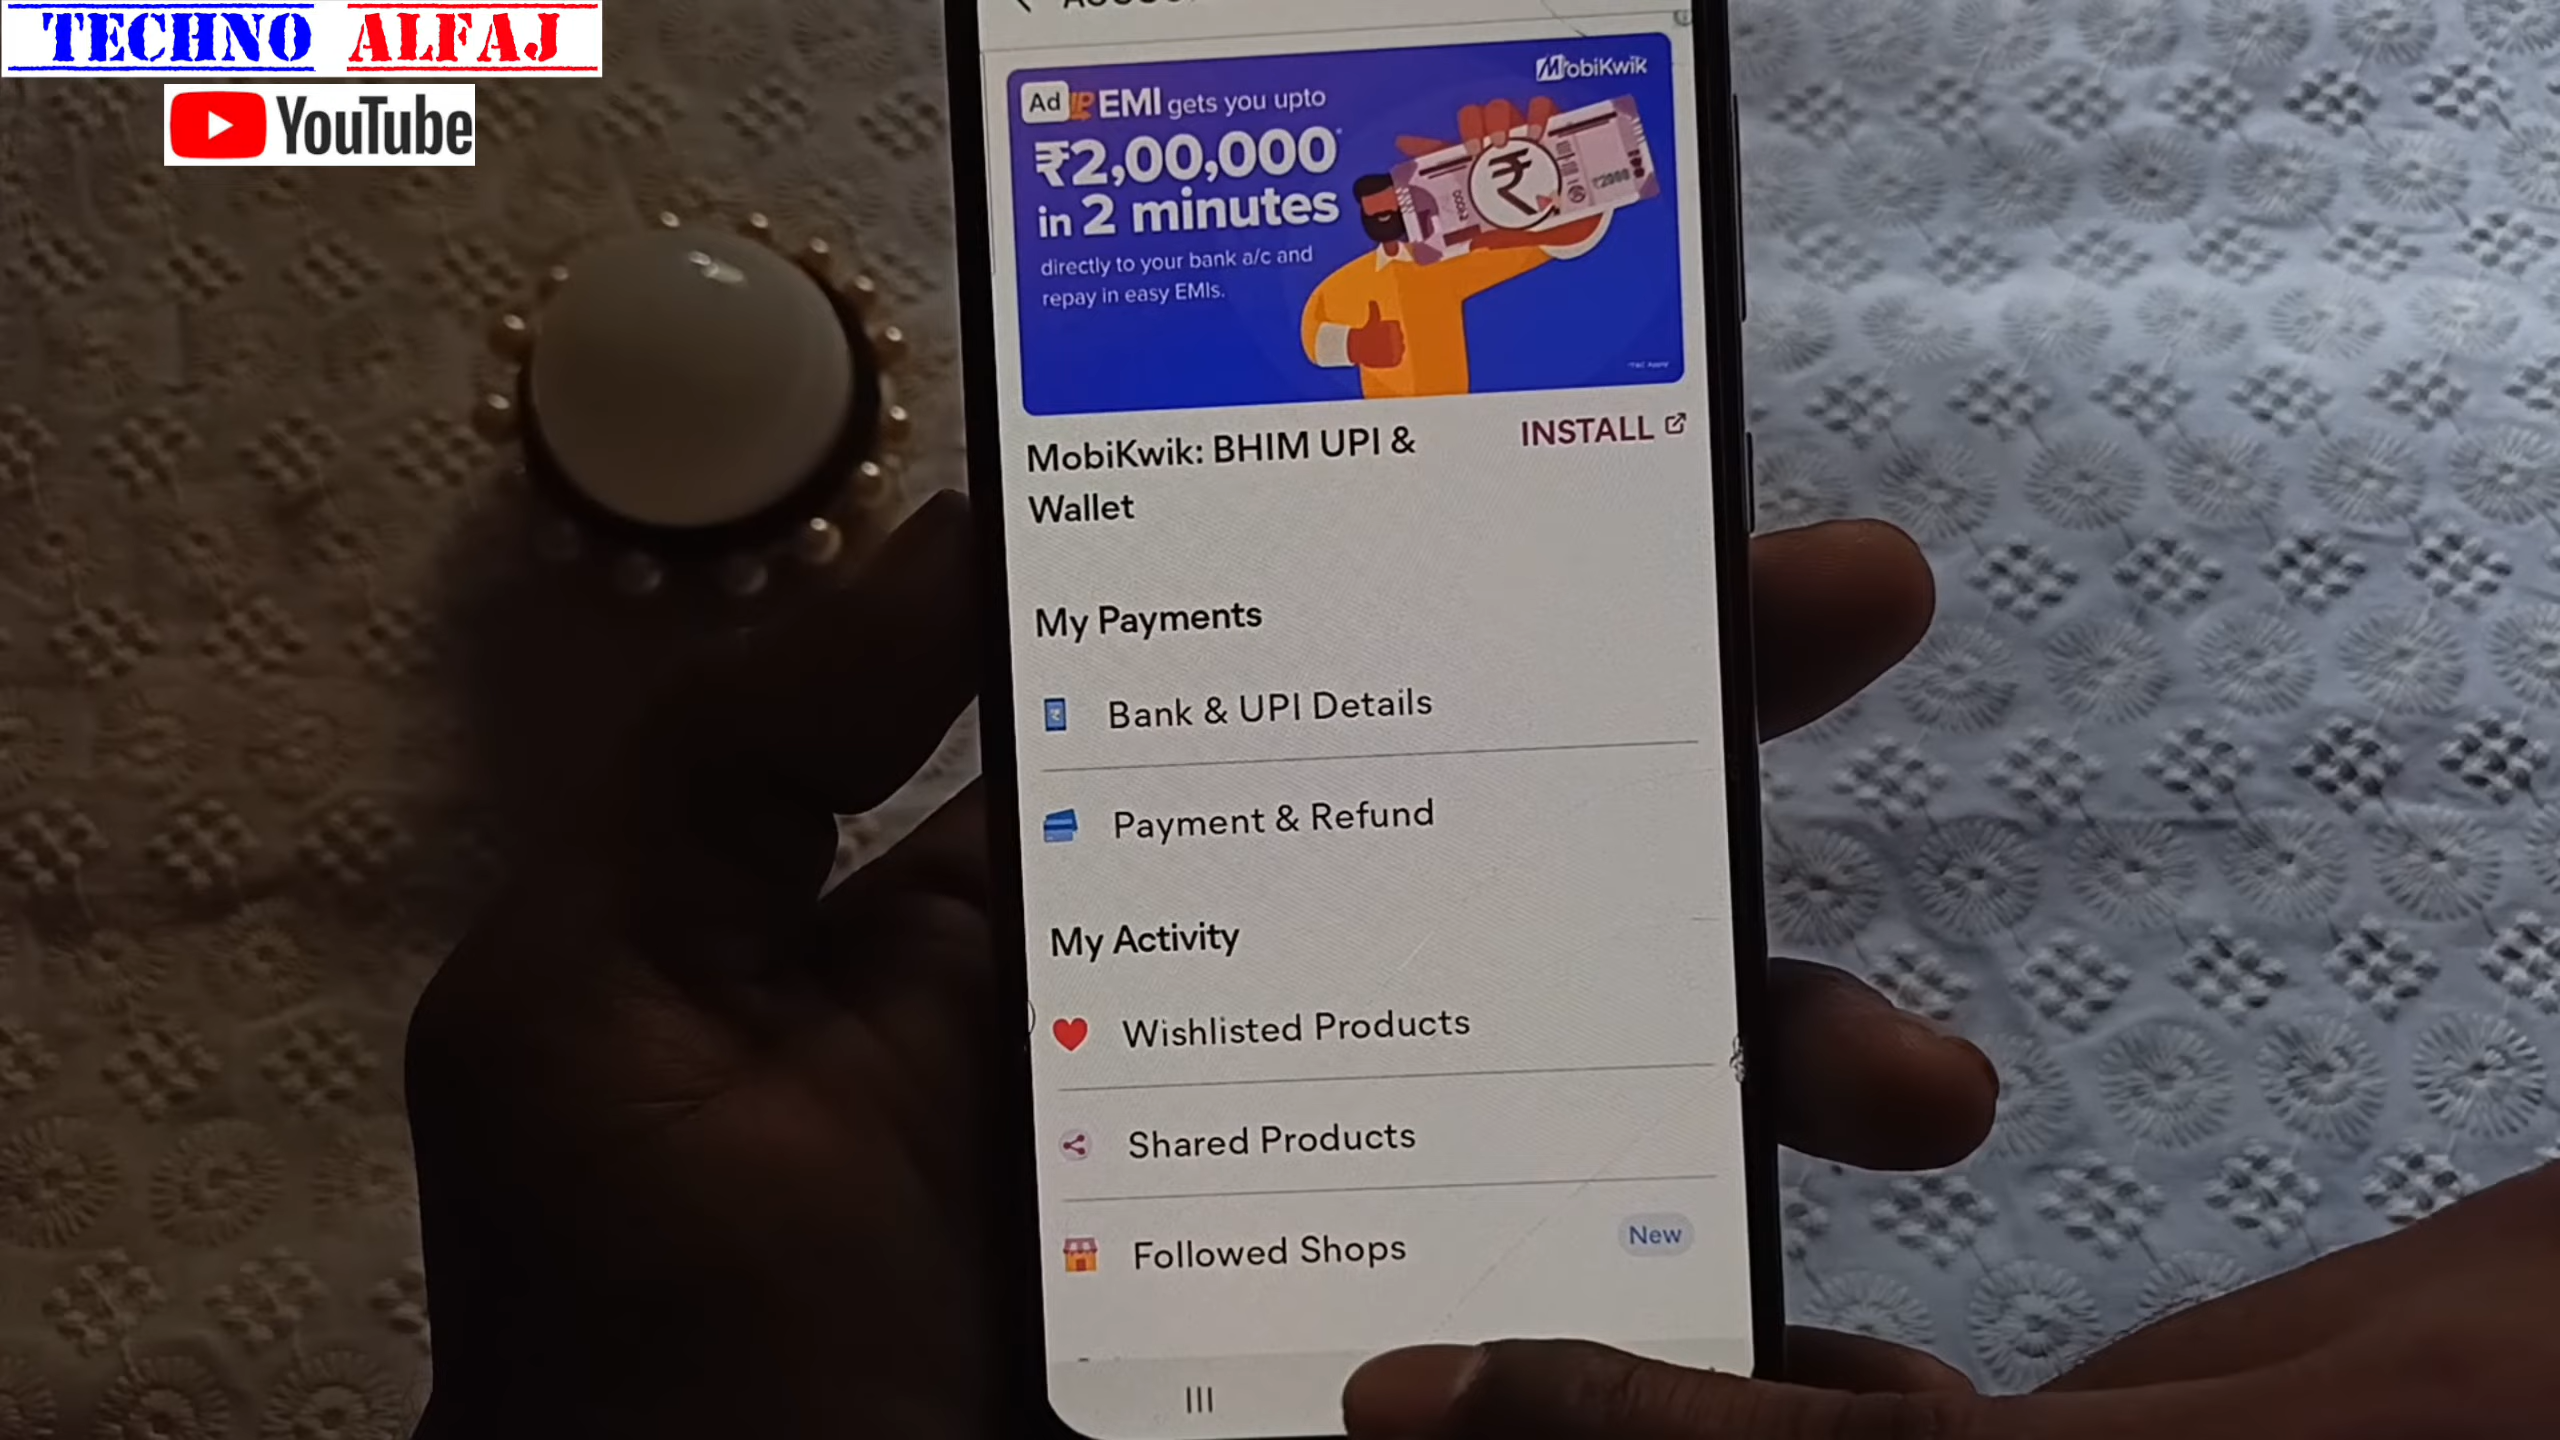 TECHNO ALFAJ
YouTube
MobiKwik
Ad
EMI gets you upto
₹2,00,000*
in 2 minutes
directly to your bank a/c and
repay in easy EMIs.
₹2000
*T&C Apply
MobiKwik: BHIM UPI &
Wallet
INSTALL
My Payments
Bank & UPI Details
Payment & Refund
My Activity
Wishlisted Products
Shared Products
Followed Shops
New